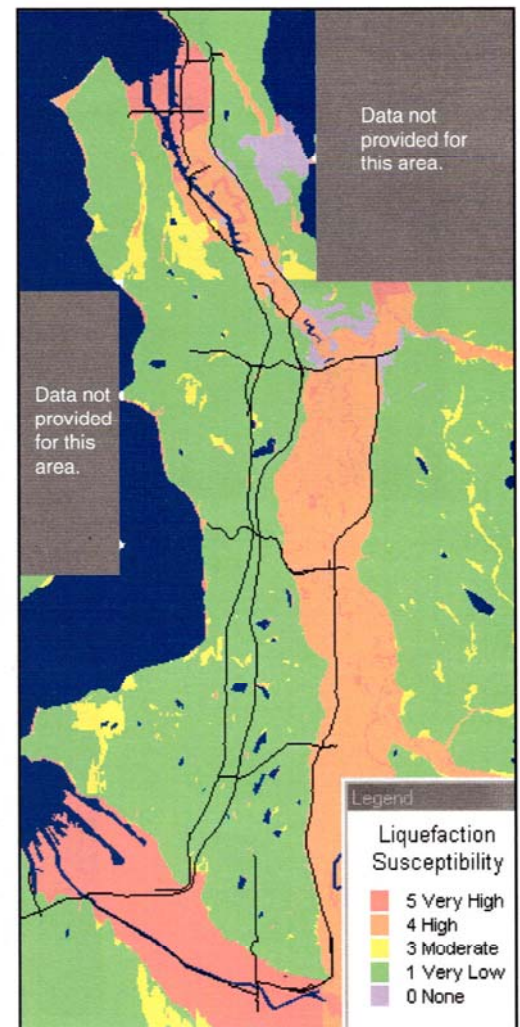 Data not
provided for
this area.
Data not
provided
for this
area.
Legend
Liquefaction
Susceptibility
5 Very High
4 High
3 Moderate
1 Very Low
0 None